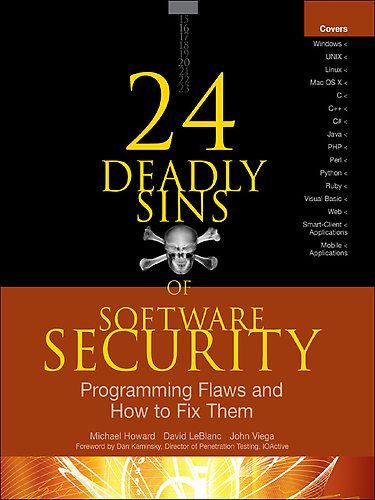 15
16
17
18
19
20
21
22
23
24
DEADLY
SINS
OF
SOFTWARE
SECURITY
Programming Flaws and
How to Fix Them
Michael Howard David LeBlanc John Viega
Foreword by Dan Kaminsky, Director of Penetration Testing, IOActive
Covers
Windows <
UNIX <
Linux <
Mac OS X <
C <
C++ <
C# <
Java <
PHP <
Perl <
Python <
Ruby <
Visual Basic <
Web <
Smart-Client <
Applications
Mobile <
Applications